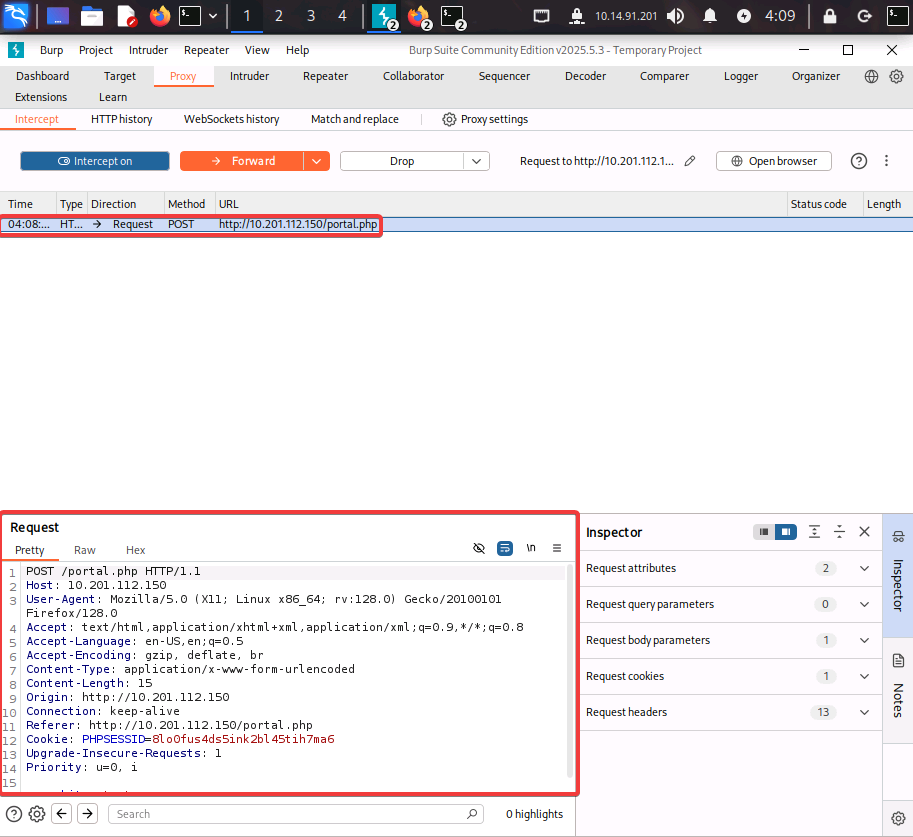 1 2 3 4 2 2 2 10.14.91.201 4:09
Burp Project Intruder Repeater View Help Burp Suite Community Edition v2025.5.3 - Temporary Project
Dashboard Target Proxy Intruder Repeater Collaborator Sequencer Decoder Comparer Logger Organizer
Extensions Learn
Intercept HTTP history WebSockets history Match and replace Proxy settings
Intercept on Forward Drop Request to http://10.201.112.1... Open browser
Time Type Direction Method URL Status code Length
04:08:... HT... → Request POST http://10.201.112.150/portal.php
Request
Pretty Raw Hex
\n
1 POST /portal.php HTTP/1.1
2 Host: 10.201.112.150
3 User-Agent: Mozilla/5.0 (X11; Linux x86_64; rv:128.0) Gecko/20100101
Firefox/128.0
4 Accept: text/html,application/xhtml+xml,application/xml;q=0.9,*/*;q=0.8
5 Accept-Language: en-US,en;q=0.5
6 Accept-Encoding: gzip, deflate, br
7 Content-Type: application/x-www-form-urlencoded
8 Content-Length: 15
9 Origin: http://10.201.112.150
10 Connection: keep-alive
11 Referer: http://10.201.112.150/portal.php
12 Cookie: PHPSESSID=8lo0fus4ds5ink2bl45tih7ma6
13 Upgrade-Insecure-Requests: 1
14 Priority: u=0, i
15
Search 0 highlights
Inspector
Request attributes 2
Request query parameters 0
Request body parameters 1
Request cookies 1
Request headers 13
Inspector
Notes